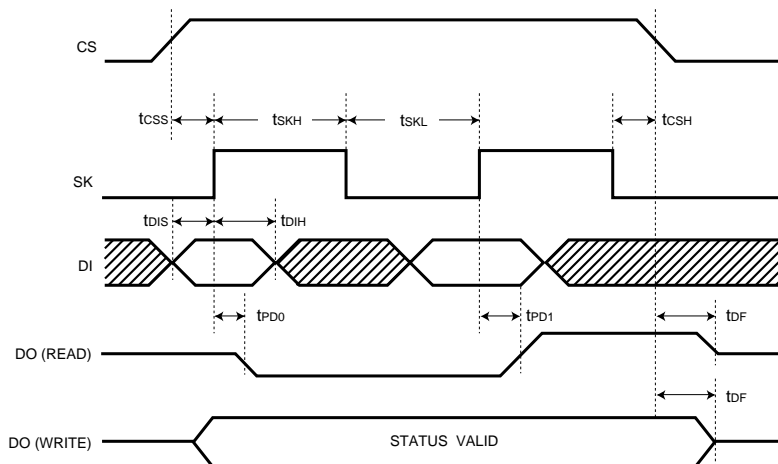 CS
tCSS tSKH tSKL tCSH
SK
tDIS tDIH
DI
tPD0 tPD1 tDF
DO (READ)
tDF
DO (WRITE) STATUS VALID